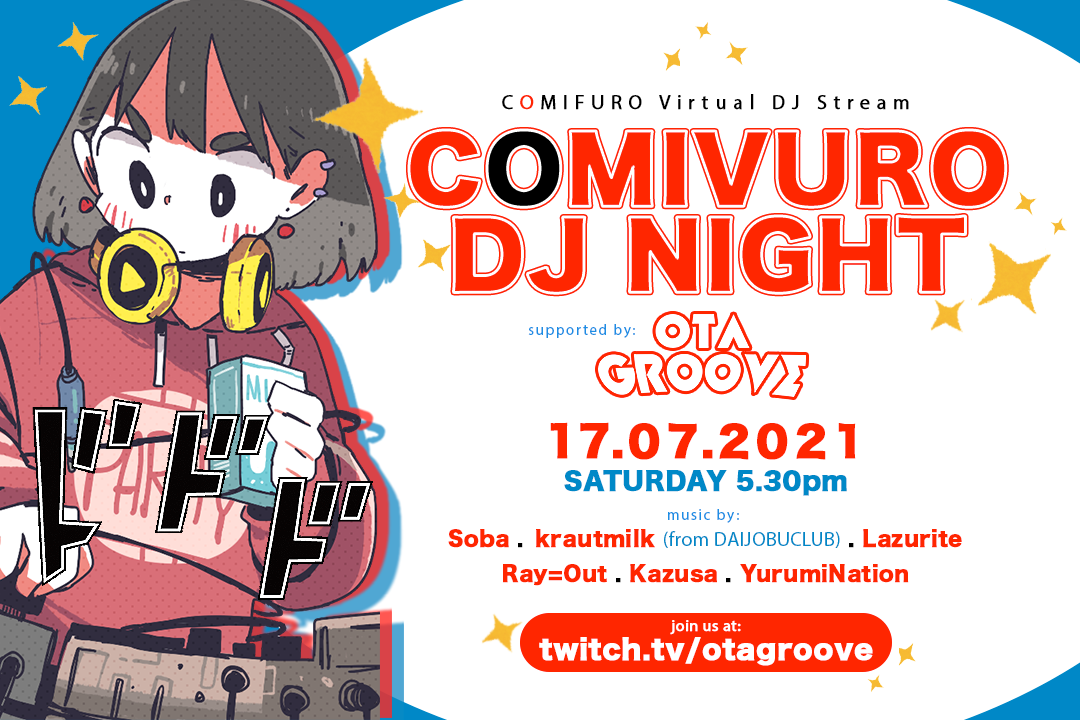 COMIFURO Virtual DJ Stream
COMIVURO
DJ NIGHT
supported by:
OTA
GROOVE
17.07.2021
SATURDAY 5.30pm
music by:
Soba . krautmilk (from DAIJOBUCLUB) . Lazurite
Ray=Out . Kazusa . YurumiNation
join us at:
twitch.tv/otagroove
PARTY
ドドド